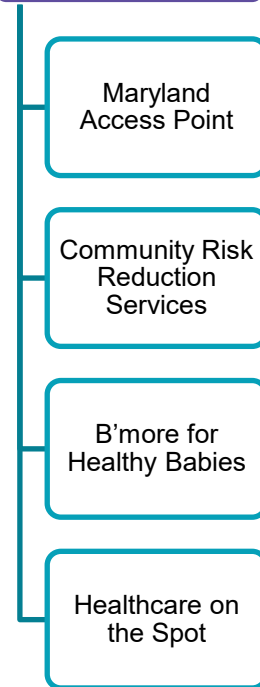 Maryland
Access Point
Community Risk
Reduction
Services
B’more for
Healthy Babies
Healthcare on
the Spot